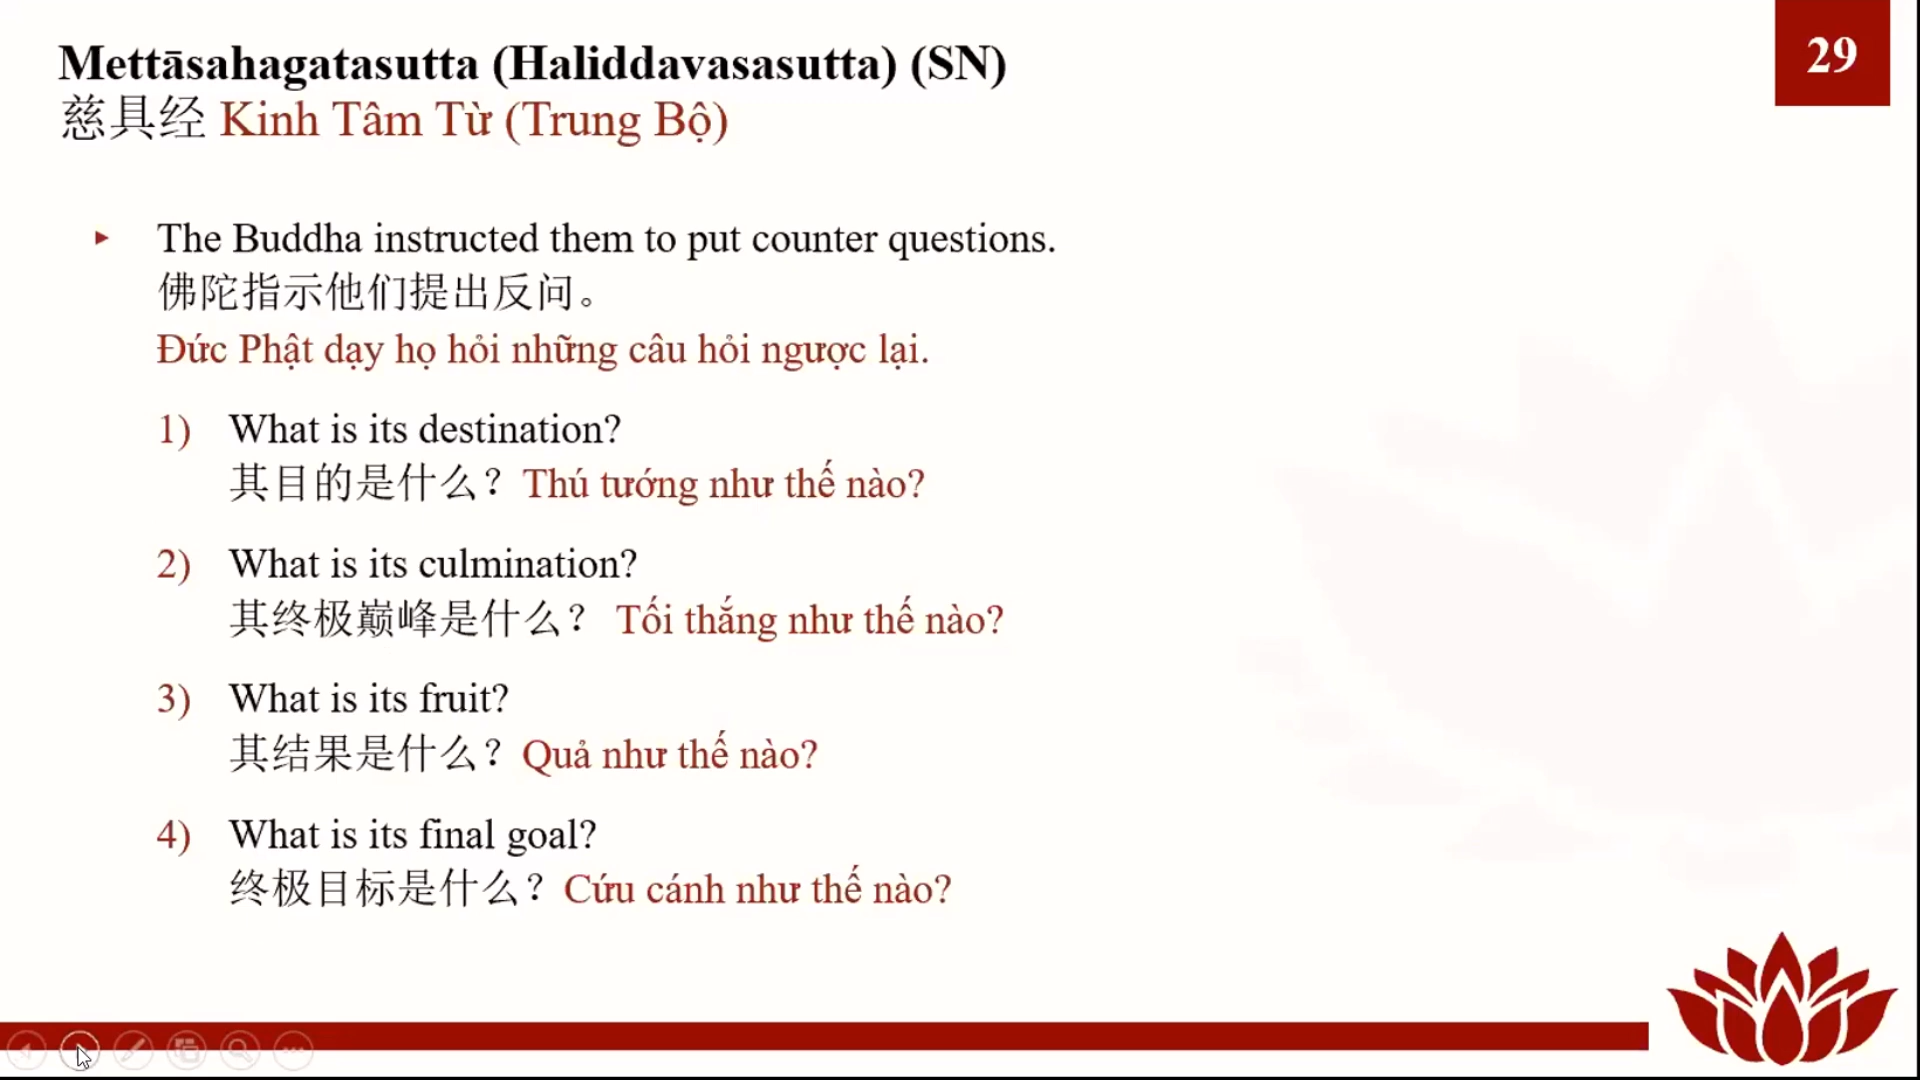 Mettāsahagatasutta (Haliddavasasutta) (SN)
29
慈具经 Kinh Tâm Từ (Trung Bộ)
The Buddha instructed them to put counter questions.
佛陀指示他们提出反问。
Đức Phật dạy họ hỏi những câu hỏi ngược lại.
1) What is its destination?
其目的是什么？Thú tướng như thế nào?
2) What is its culmination?
其终极巅峰是什么？ Tối thắng như thế nào?
3) What is its fruit?
其结果是什么？Quả như thế nào?
4) What is its final goal?
终极目标是什么？Cứu cánh như thế nào?